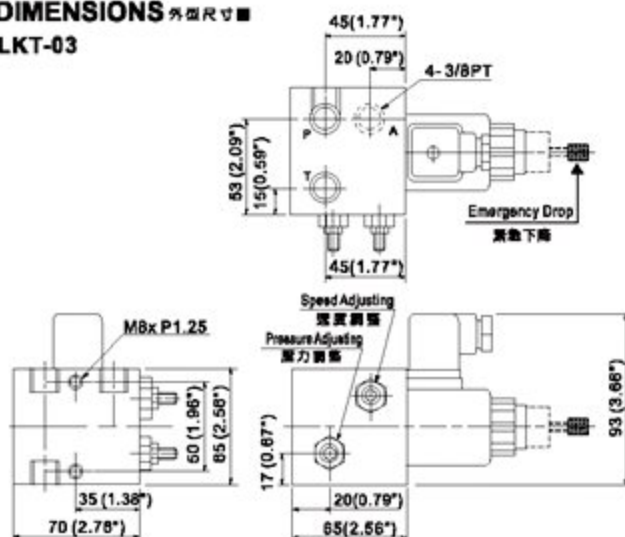 DIMENSIONS 外型尺寸■
LKT-03
45(1.77")
20(0.79")
4-3/8PT
P
A
T
53 (2.09")
15(0.59")
Emergency Drop
緊急下降
45(1.77")
Speed Adjusting
速度調整
Pressure Adjusting
壓力調整
M8x P1.25
50 (1.96")
65 (2.56")
35 (1.38")
70 (2.76")
17 (0.67")
20(0.79")
65(2.56")
93 (3.66")